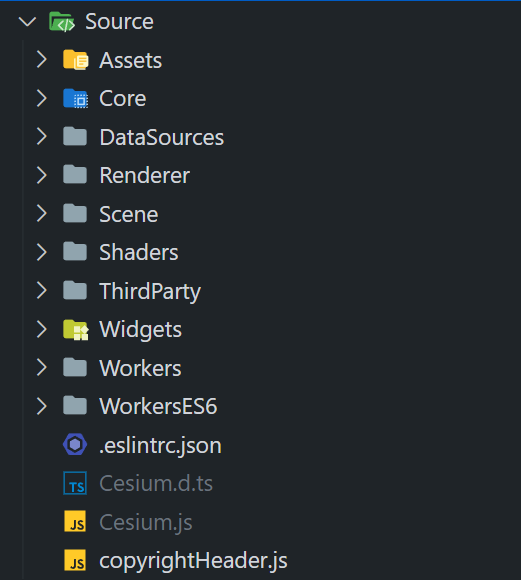 Source
Assets
Core
DataSources
Renderer
Scene
Shaders
ThirdParty
Widgets
Workers
WorkersES6
.eslintrc.json
TS Cesium.d.ts
JS Cesium.js
JS copyrightHeader.js